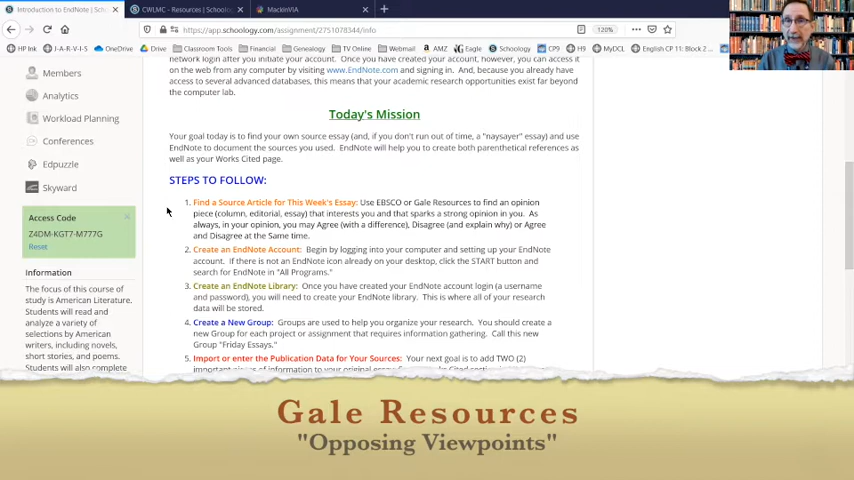 Introduction to EndNote | Schoo
CWLMC - Resources | Schoolo
MackinVIA
https://app.schoology.com/assignment/2751078344/info
120%
HP Ink
J-A-R-V-I-S
OneDrive
Drive
Classroom Tools
Financial
Genealogy
TV Online
Webmail
AMZ
Eagle
Schoology
CP9
H9
MyDCL
English CP 11: Block 2
Members
Analytics
Workload Planning
Conferences
Edpuzzle
Skyward
Access Code
Z4DM-KGT7-M777G
Reset
Information
The focus of this course of
study is American Literature.
Students will read and
analyze a variety of
selections by American
writers, including novels,
short stories, and poems.
Students will also complete
network login after you initiate your account. Once you have created your account, however, you can access it
on the web from any computer by visiting www.EndNote.com and signing in. And, because you already have
access to several advanced databases, this means that your academic research opportunities exist far beyond
the computer lab.
Today's Mission
Your goal today is to find your own source essay (and, if you don't run out of time, a "naysayer" essay) and use
EndNote to document the sources you used. EndNote will help you to create both parenthetical references as
well as your Works Cited page.
STEPS TO FOLLOW:
1. Find a Source Article for This Week's Essay: Use EBSCO or Gale Resources to find an opinion
piece (column, editorial, essay) that interests you and that sparks a strong opinion in you. As
always, in your opinion, you may Agree (with a difference), Disagree (and explain why) or Agree
and Disagree at the Same time.
2. Create an EndNote Account: Begin by logging into your computer and setting up your EndNote
account. If there is not an EndNote icon already on your desktop, click the START button and
search for EndNote in "All Programs."
3. Create an EndNote Library: Once you have created your EndNote account login (a username
and password), you will need to create your EndNote library. This is where all of your research
data will be stored.
4. Create a New Group: Groups are used to help you organize your research. You should create a
new Group for each project or assignment that requires information gathering. Call this new
Group "Friday Essays."
5. Import or enter the Publication Data for Your Sources: Your next goal is to add TWO (2)
Gale Resources
"Opposing Viewpoints"